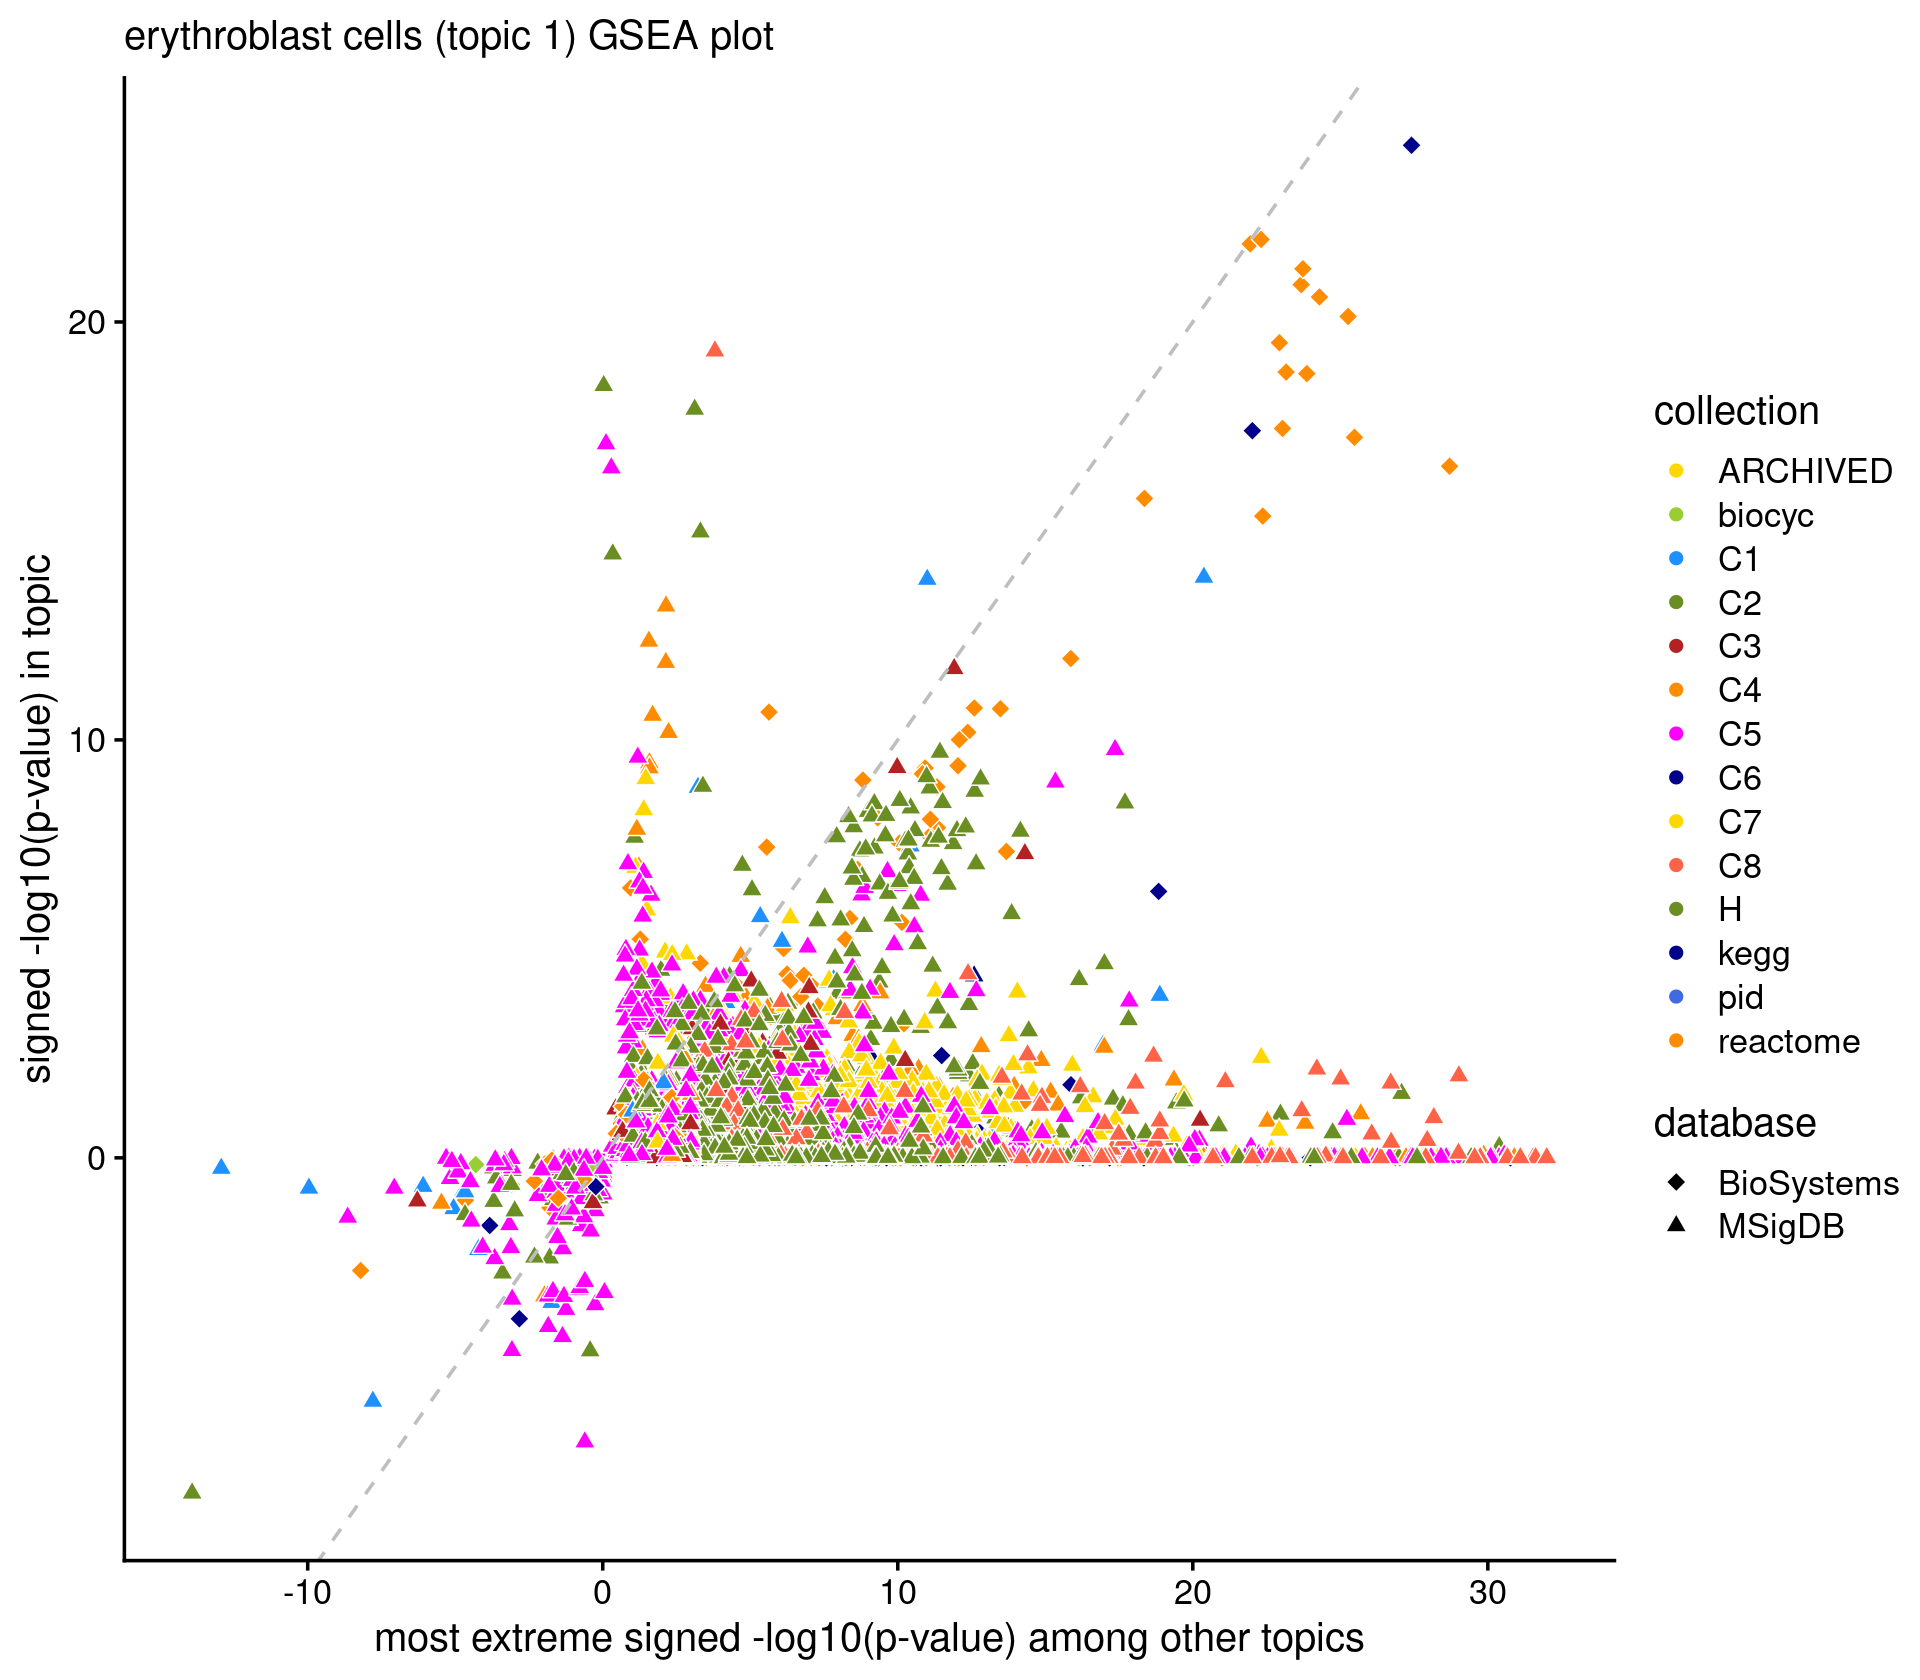 erythroblast cells (topic 1) GSEA plot
signed -log10(p-value) in topic
20
10
0
-10
0
10
20
30
most extreme signed -log10(p-value) among other topics
collection
ARCHIVED
biocyc
C1
C2
C3
C4
C5
C6
C7
C8
H
kegg
pid
reactome
database
BioSystems
MSigDB